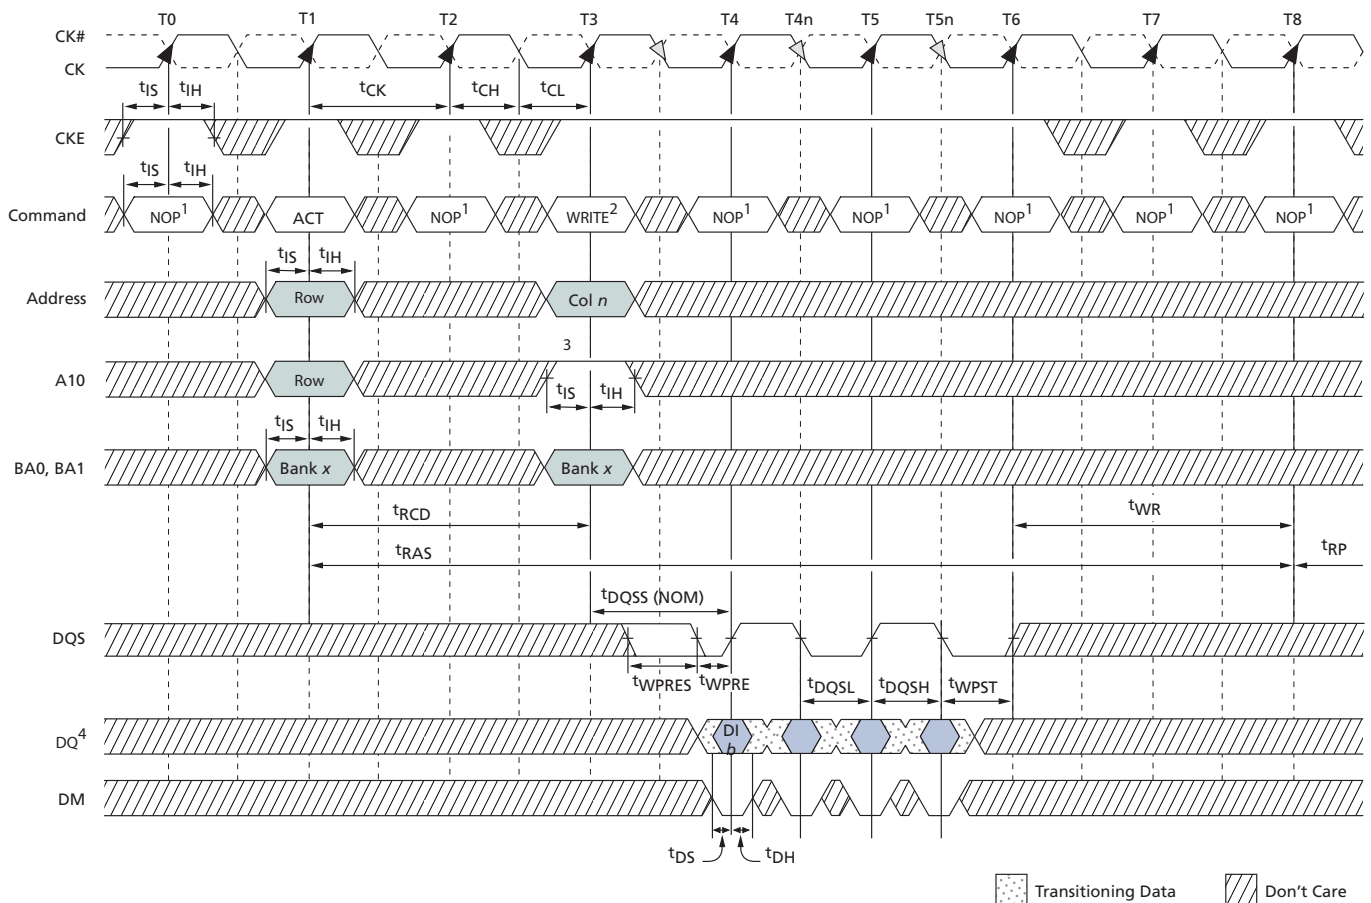 T0 T1 T2 T3 T4 T4n T5 T5n T6 T7 T8
CK#
CK
tIS tIH tCK tCH tCL
CKE
tIS tIH
Command NOP1 ACT NOP1 WRITE2 NOP1 NOP1 NOP1 NOP1 NOP1
tIS tIH
Address Row Col n
3
A10 Row
tIS tIH
tIS tIH
BA0, BA1 Bank x Bank x
tRCD tWR
tRAS tRP
tDQSS (NOM)
DQS
tWPRES tWPRE tDQSL tDQSH tWPST
DQ4 DI
b
DM
tDS tDH
Transitioning Data Don't Care